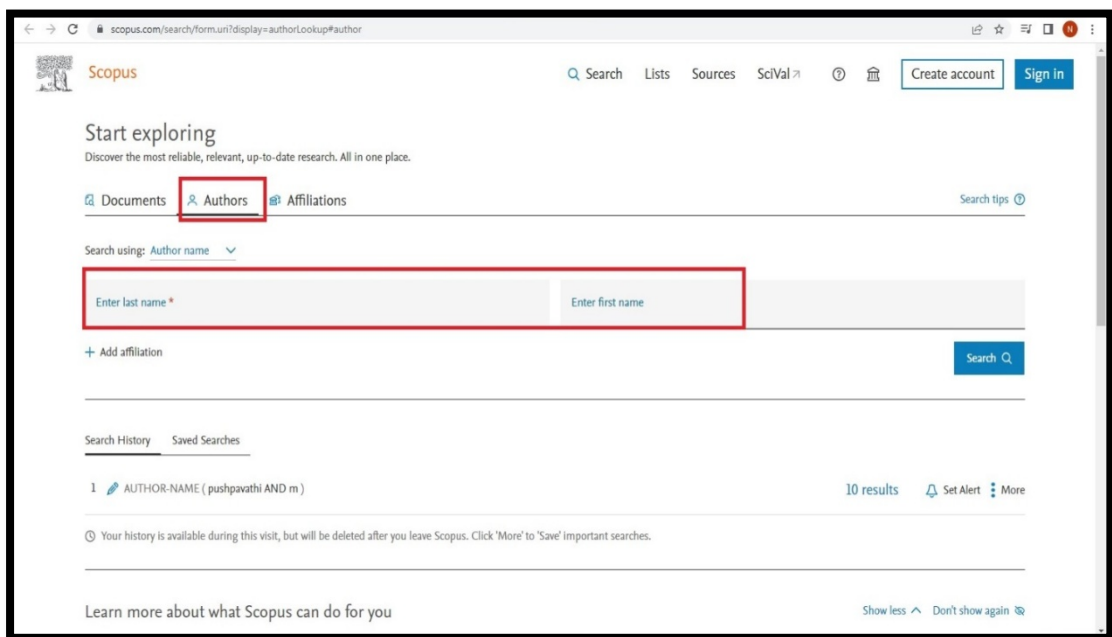 scopus.com/search/form.uri?display=authorLookup#author
N
Scopus
Search Lists Sources SciVal Create account Sign in
Start exploring
Discover the most reliable, relevant, up-to-date research. All in one place.
Documents Authors Affiliations Search tips
Search using: Author name
Enter last name * Enter first name
+ Add affiliation
Search
Search History Saved Searches
1 AUTHOR-NAME ( pushpavathi AND m ) 10 results Set Alert More
Your history is available during this visit, but will be deleted after you leave Scopus. Click 'More' to 'Save' important searches.
Learn more about what Scopus can do for you Show less Don't show again